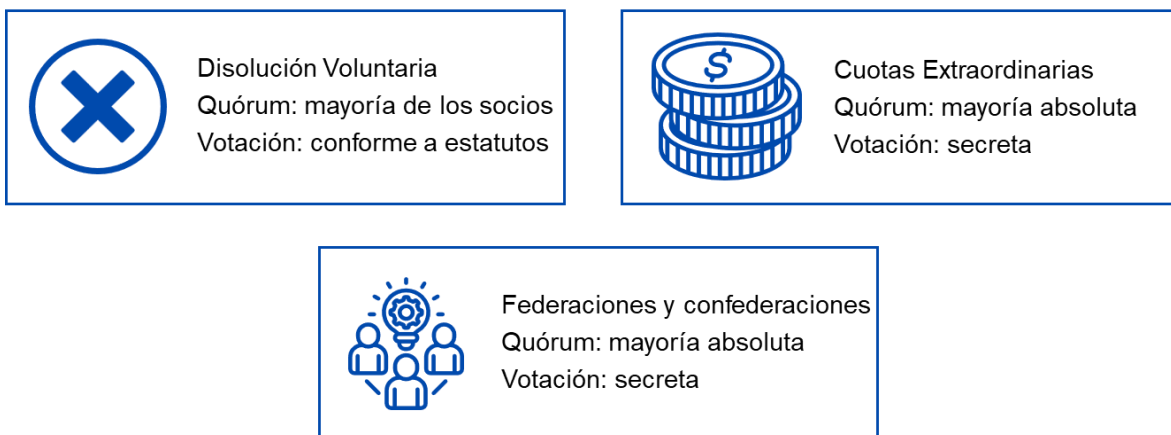 Disolución Voluntaria
Quórum: mayoría de los socios
Votación: conforme a estatutos
$
Cuotas Extraordinarias
Quórum: mayoría absoluta
Votación: secreta
Federaciones y confederaciones
Quórum: mayoría absoluta
Votación: secreta